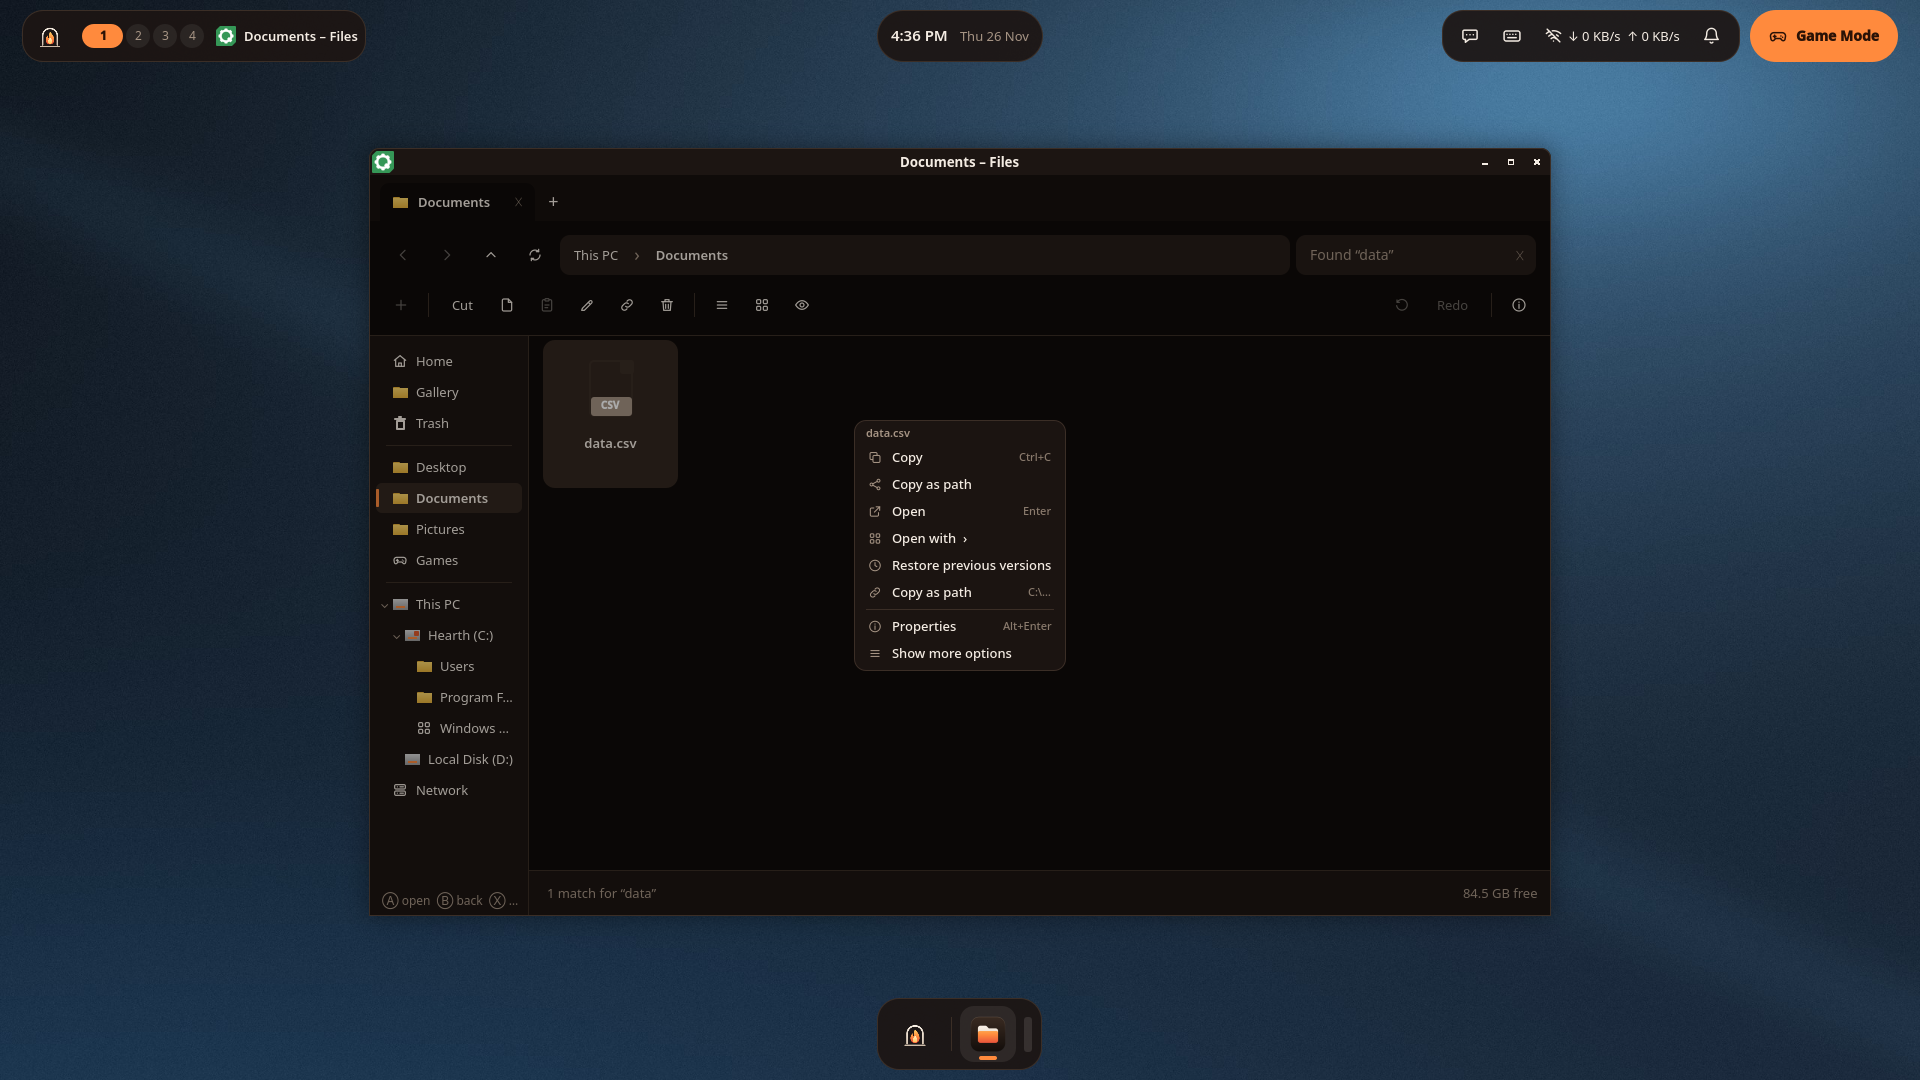 1 2 3 4 Documents – Files
4:36 PM Thu 26 Nov
↓ 0 KB/s ↑ 0 KB/s
Game Mode
Documents – Files
Documents X +
This PC › Documents
Found “data” X
Cut
Redo
Home
Gallery
Trash
Desktop
Documents
Pictures
Games
This PC
Hearth (C:)
Users
Program F...
Windows ...
Local Disk (D:)
Network
A open B back X ...
CSV
data.csv
data.csv
Copy Ctrl+C
Copy as path
Open Enter
Open with ›
Restore previous versions
Copy as path C:\...
Properties Alt+Enter
Show more options
1 match for “data”
84.5 GB free